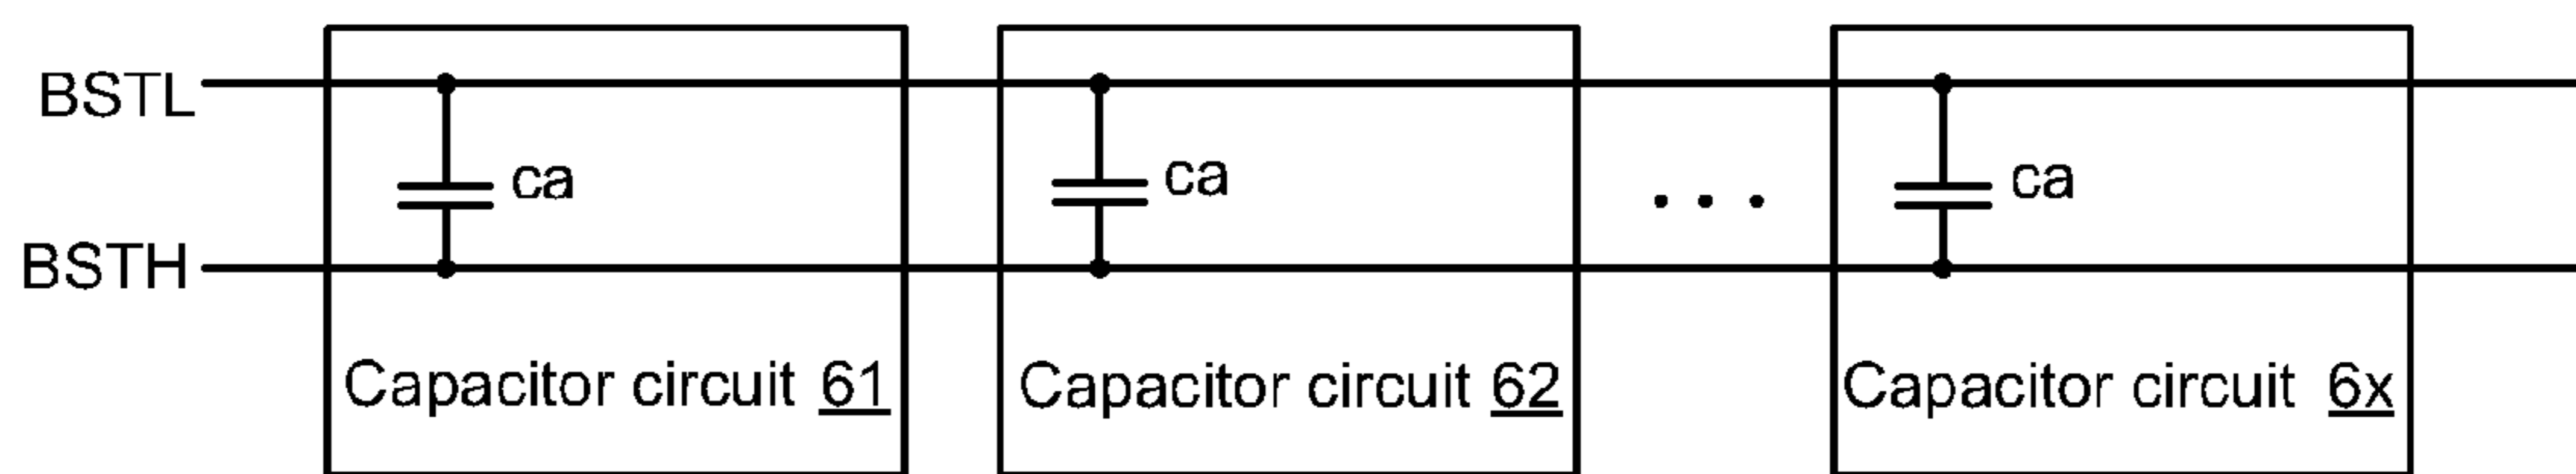 BSTL
ca
ca
ca
. . .
BSTH
Capacitor circuit 61
Capacitor circuit 62
Capacitor circuit 6x